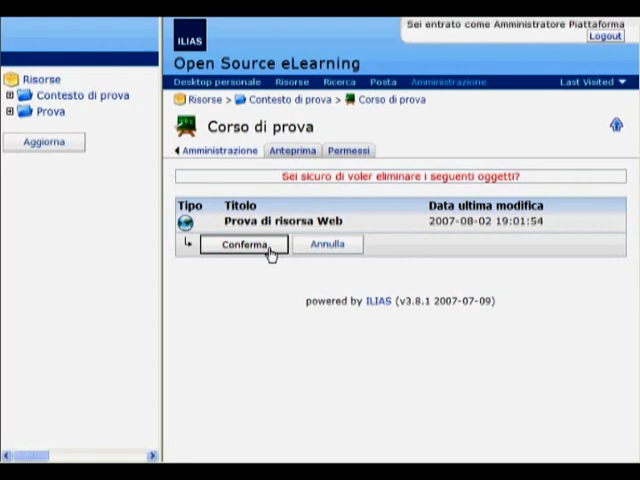 Sei entrato come Amministratore Piattaforma
Logout
ILIAS
Open Source eLearning
Desktop personale Risorse Ricerca Posta Amministrazione Last Visited
Risorse
Contesto di prova
Prova
Aggiorna
Risorse > Contesto di prova > Corso di prova
Corso di prova
Amministrazione Anteprima Permessi
Sei sicuro di voler eliminare i seguenti oggetti?
Tipo Titolo Data ultima modifica
Prova di risorsa Web 2007-08-02 19:01:54
Conferma Annulla
powered by ILIAS (v3.8.1 2007-07-09)